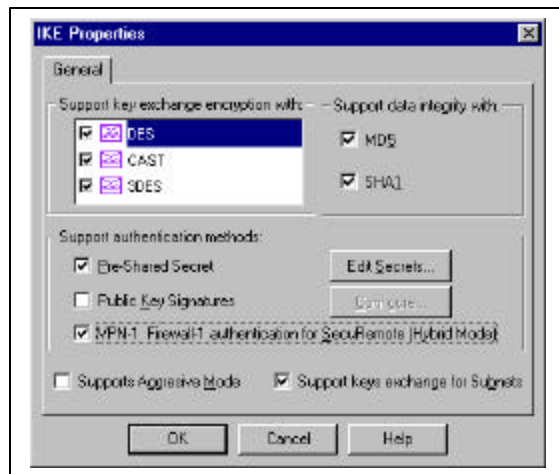 IKE Properties
General
Support key exchange encryption with:
Support data integrity with:
DES
CAST
3DES
MD5
SHA1
Support authentication methods:
Pre-Shared Secret
Edit Secrets...
Public Key Signatures
Configure...
VPN-1 Firewall-1 authentication for SecuRemote (Hybrid Mode)
Supports Aggresive Mode
Support keys exchange for Subnets
OK
Cancel
Help